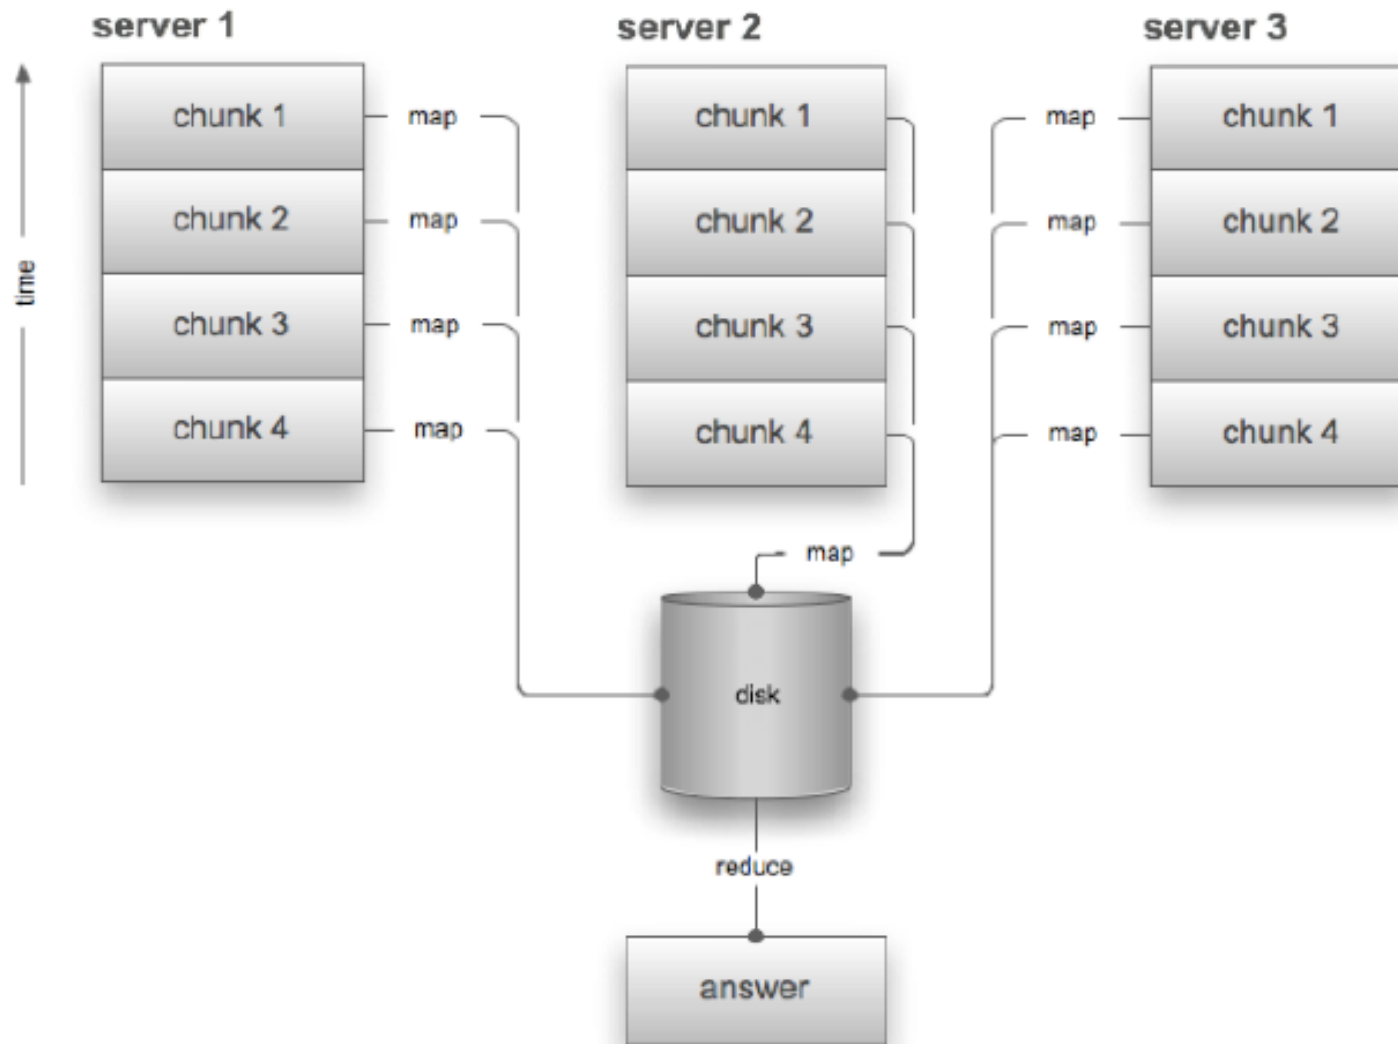 server 1
server 2
server 3
chunk 1
map
chunk 1
map
chunk 1
chunk 2
map
chunk 2
map
chunk 2
time
chunk 3
map
chunk 3
map
chunk 3
chunk 4
map
chunk 4
map
chunk 4
map
disk
reduce
answer